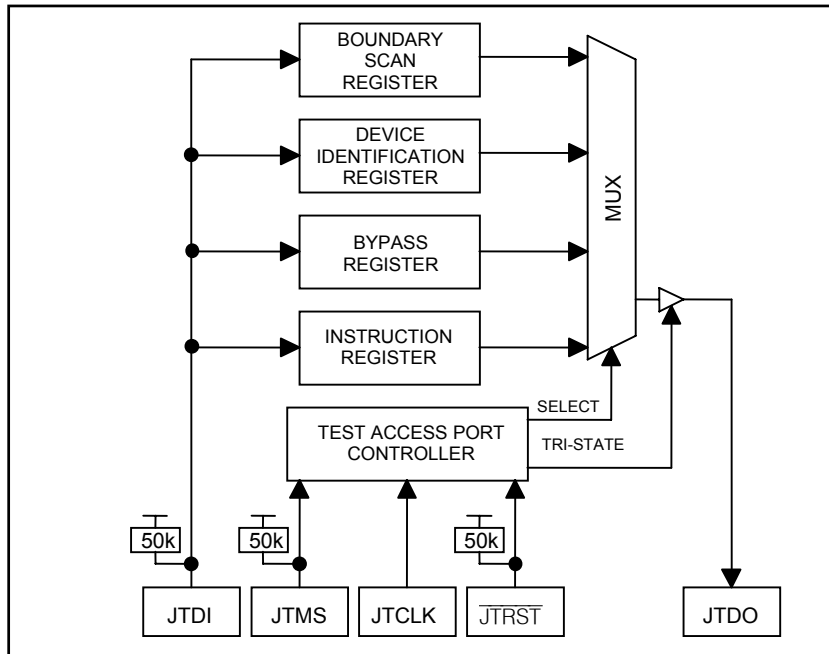 BOUNDARY
SCAN
REGISTER
DEVICE
IDENTIFICATION
REGISTER
BYPASS
REGISTER
INSTRUCTION
REGISTER
MUX
SELECT
TEST ACCESS PORT
CONTROLLER
TRI-STATE
50k
50k
50k
JTDI
JTMS
JTCLK
JTRST
JTDO